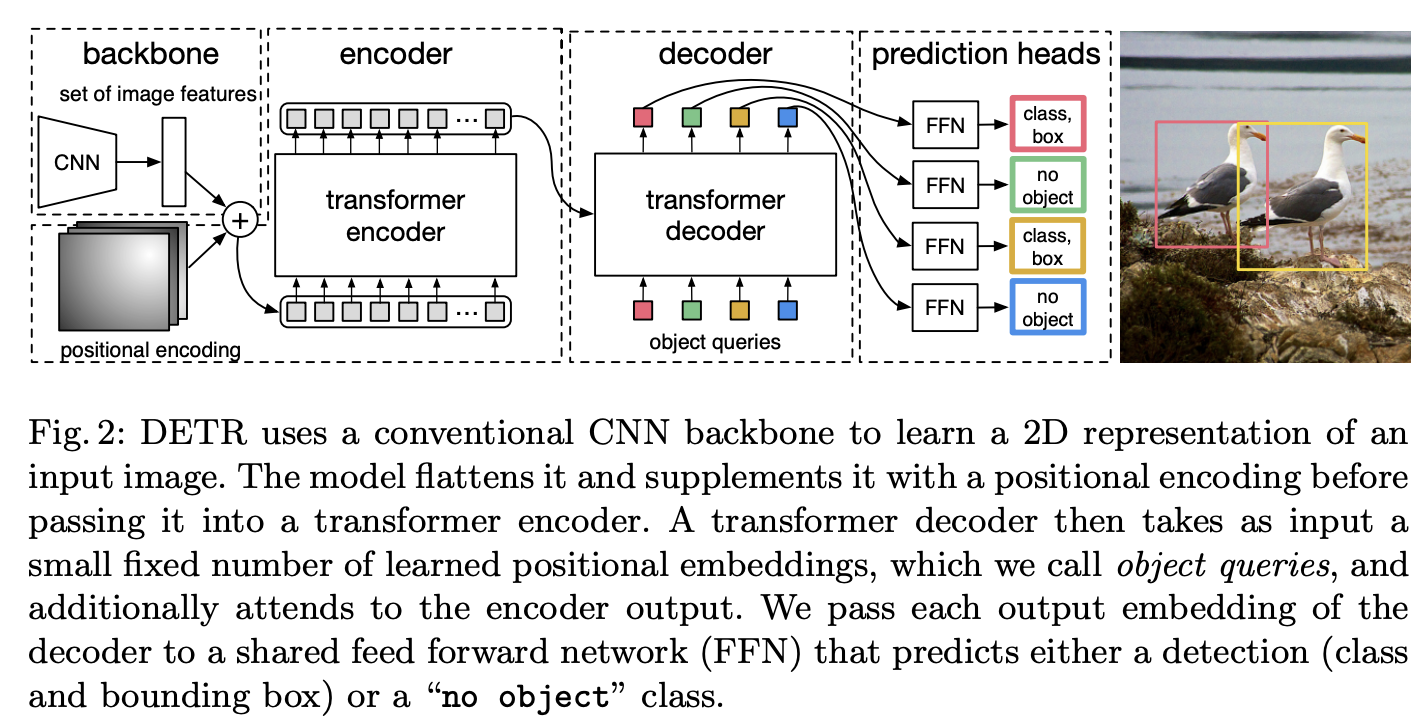 backbone
encoder
decoder
prediction heads
set of image features
CNN
+
positional encoding
...
transformer
encoder
...
transformer
decoder
object queries
FFN
class,
box
FFN
no
object
FFN
class,
box
FFN
no
object
Fig. 2: DETR uses a conventional CNN backbone to learn a 2D representation of an
input image. The model flattens it and supplements it with a positional encoding before
passing it into a transformer encoder. A transformer decoder then takes as input a
small fixed number of learned positional embeddings, which we call object queries, and
additionally attends to the encoder output. We pass each output embedding of the
decoder to a shared feed forward network (FFN) that predicts either a detection (class
and bounding box) or a “no object” class.